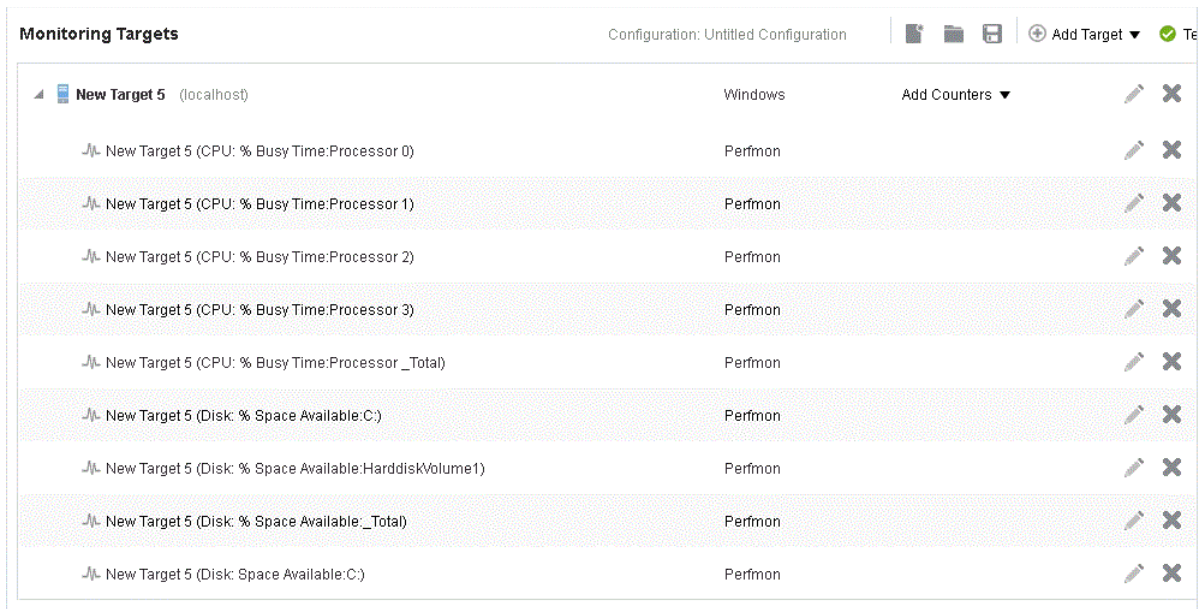 Monitoring Targets Configuration: Untitled Configuration Add Target Te
New Target 5 (localhost) Windows Add Counters
New Target 5 (CPU: % Busy Time:Processor 0) Perfmon
New Target 5 (CPU: % Busy Time:Processor 1) Perfmon
New Target 5 (CPU: % Busy Time:Processor 2) Perfmon
New Target 5 (CPU: % Busy Time:Processor 3) Perfmon
New Target 5 (CPU: % Busy Time:Processor _Total) Perfmon
New Target 5 (Disk: % Space Available:C:) Perfmon
New Target 5 (Disk: % Space Available:HarddiskVolume1) Perfmon
New Target 5 (Disk: % Space Available:_Total) Perfmon
New Target 5 (Disk: Space Available:C:) Perfmon